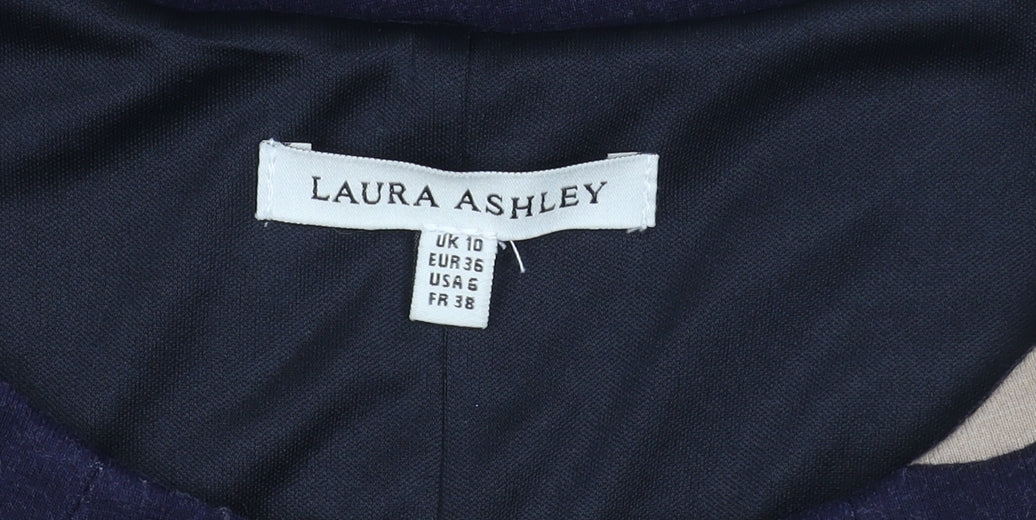 LAURA ASHLEY
UK 10
EUR 36
USA 6
FR 38